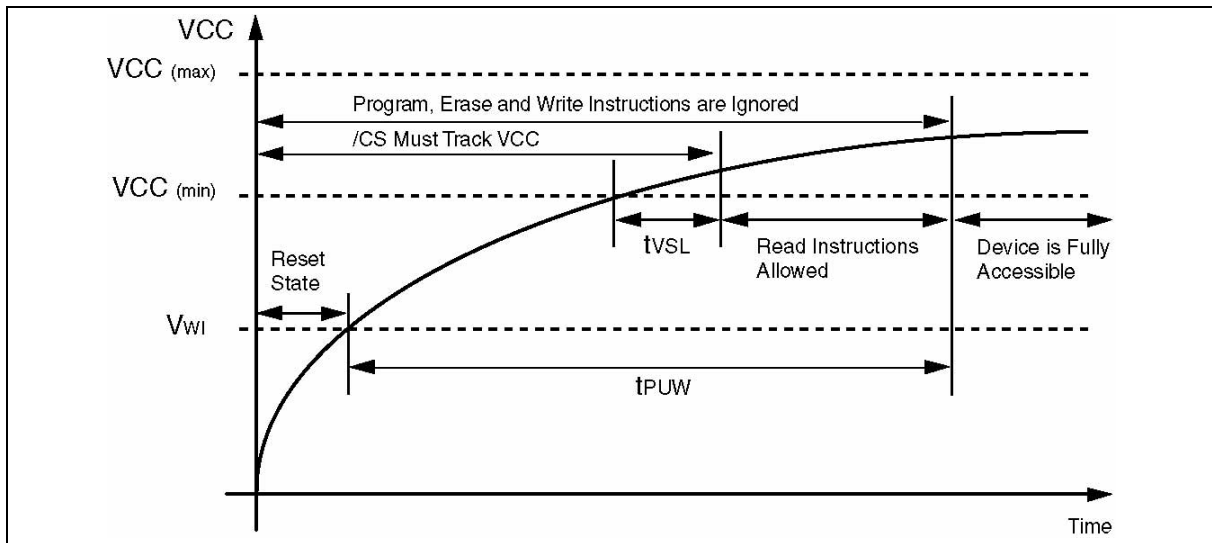 VCC
VCC (max)
Program, Erase and Write Instructions are Ignored
/CS Must Track VCC
VCC (min)
tVSL
Read Instructions
Allowed
Device is Fully
Accessible
Reset
State
VWI
tPUW
Time